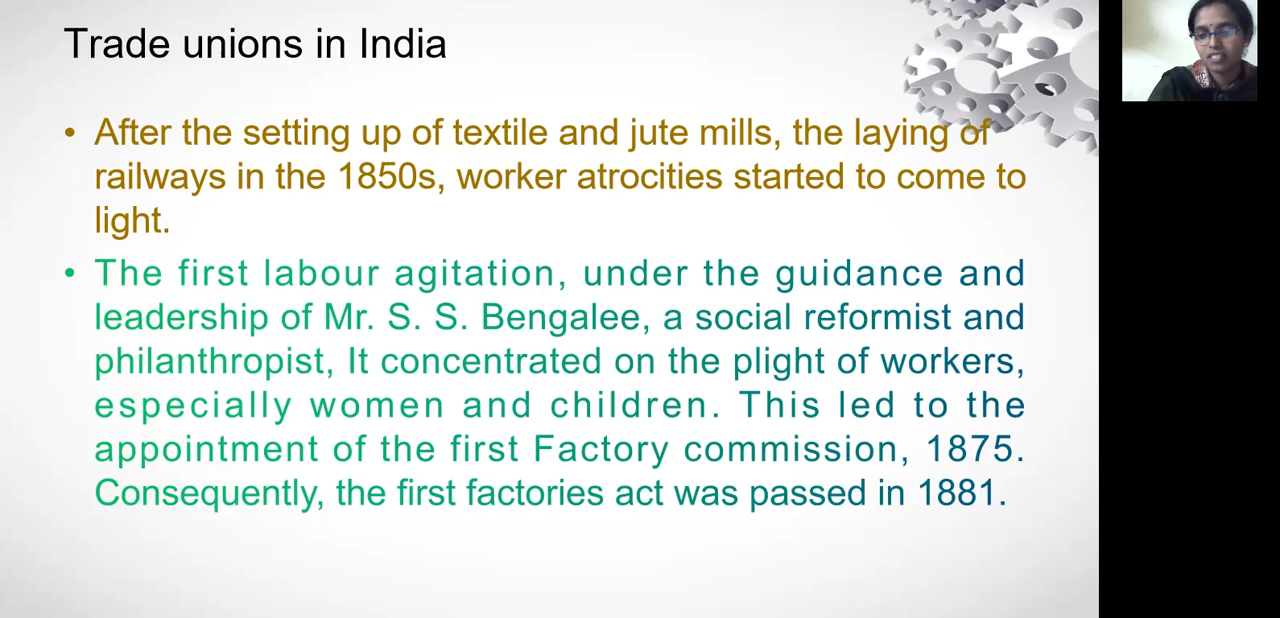 Trade unions in India
• After the setting up of textile and jute mills, the laying of
railways in the 1850s, worker atrocities started to come to
light.
• The first labour agitation, under the guidance and
leadership of Mr. S. S. Bengalee, a social reformist and
philanthropist, It concentrated on the plight of workers,
especially women and children. This led to the
appointment of the first Factory commission, 1875.
Consequently, the first factories act was passed in 1881.